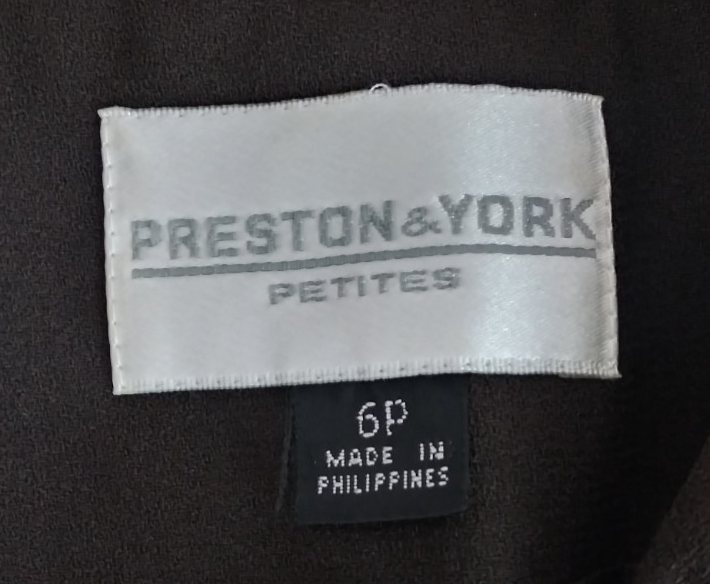 PRESTON&YORK
PETITES
6P
MADE IN
PHILIPPINES